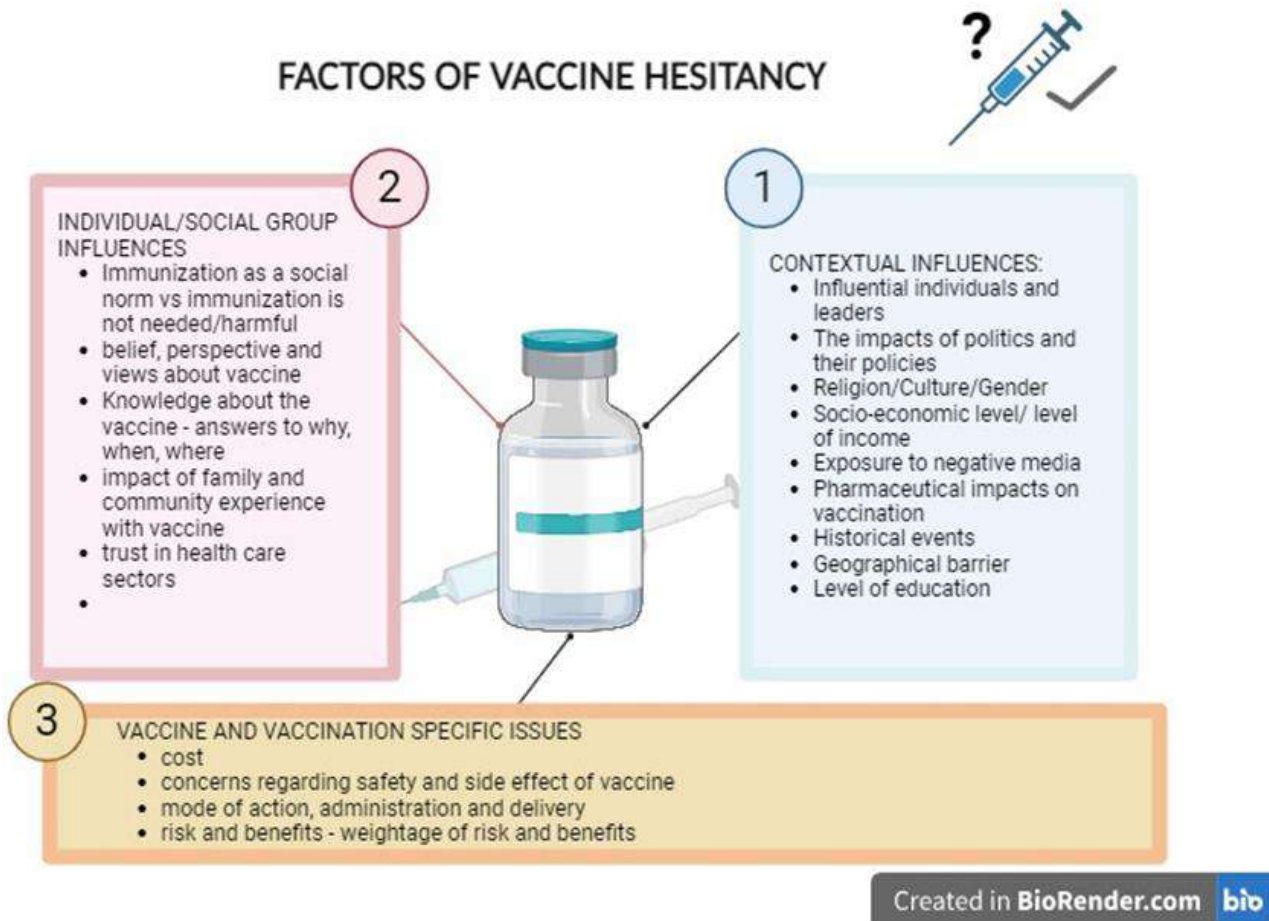 FACTORS OF VACCINE HESITANCY
?
2
INDIVIDUAL/SOCIAL GROUP
INFLUENCES
• Immunization as a social
norm vs immunization is
not needed/harmful
• belief, perspective and
views about vaccine
• Knowledge about the
vaccine - answers to why,
when, where
• impact of family and
community experience
with vaccine
• trust in health care
sectors
•
1
CONTEXTUAL INFLUENCES:
• Influential individuals and
leaders
• The impacts of politics and
their policies
• Religion/Culture/Gender
• Socio-economic level/ level
of income
• Exposure to negative media
• Pharmaceutical impacts on
vaccination
• Historical events
• Geographical barrier
• Level of education
3
VACCINE AND VACCINATION SPECIFIC ISSUES
• cost
• concerns regarding safety and side effect of vaccine
• mode of action, administration and delivery
• risk and benefits - weightage of risk and benefits
Created in BioRender.com bio